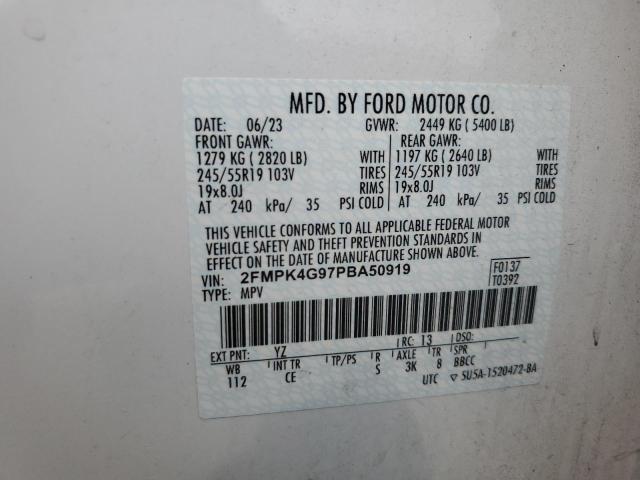 MFD. BY FORD MOTOR CO.
DATE: 06/23 GVWR: 2449 KG ( 5400 LB)
FRONT GAWR: REAR GAWR:
1279 KG ( 2820 LB) WITH 1197 KG ( 2640 LB) WITH
245/55R19 103V TIRES 245/55R19 103V TIRES
19x8.0J RIMS 19x8.0J RIMS
AT 240 kPa/ 35 PSI COLD AT 240 kPa/ 35 PSI COLD
THIS VEHICLE CONFORMS TO ALL APPLICABLE FEDERAL MOTOR
VEHICLE SAFETY AND THEFT PREVENTION STANDARDS IN
EFFECT ON THE DATE OF MANUFACTURE SHOWN ABOVE.
VIN: 2FMPK4G97PBA50919 F0137
TYPE: MPV T0392
EXT PNT: YZ RC: 13 DSO:
WB INT TR TP/PS R AXLE TR SPR
112 CE S 3K 8 BBCC
UTC ▽ 5U5A-1520472-BA